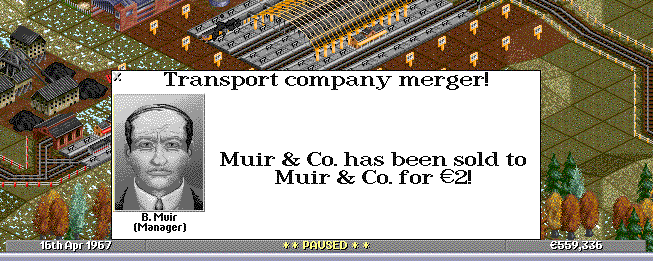 X
Transport company merger!
Muir & Co. has been sold to
Muir & Co. for €2!
B. Muir
(Manager)
16th Apr 1967
** PAUSED **
€559,336